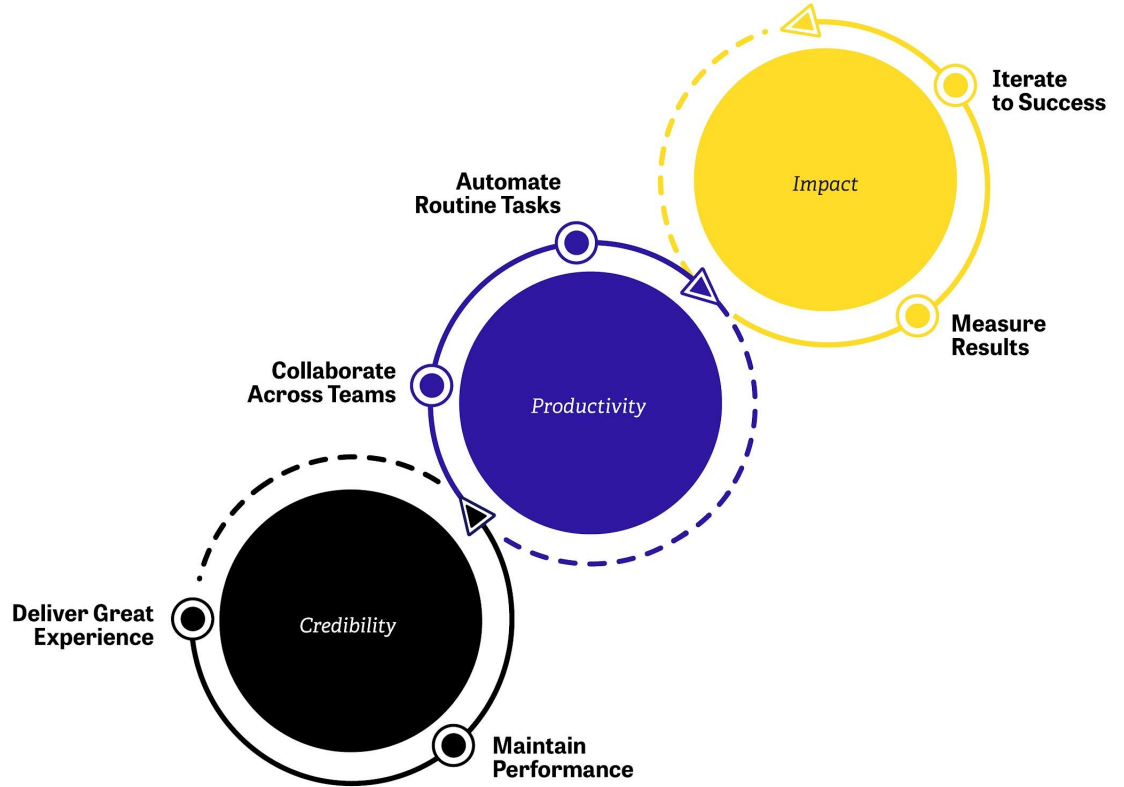 Iterate
to Success
Impact
Automate
Routine Tasks
Measure
Results
Collaborate
Across Teams
Productivity
Deliver Great
Experience
Credibility
Maintain
Performance